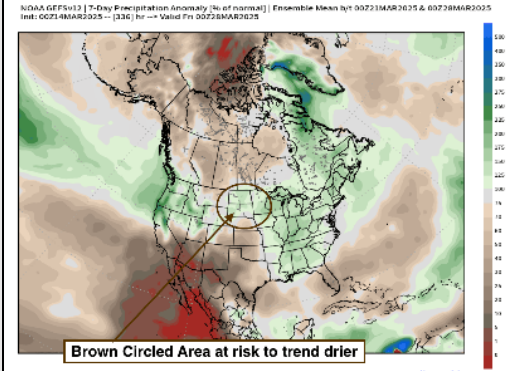 NOAA GEFSv12 | 7-Day Precipitation Anomaly [% of normal] | Ensemble Mean b/t 00Z21MAR2025 & 00Z28MAR2025
Init: 00Z14MAR2025 -- [336] hr --> Valid Fri 00Z28MAR2025
Brown Circled Area at risk to trend drier